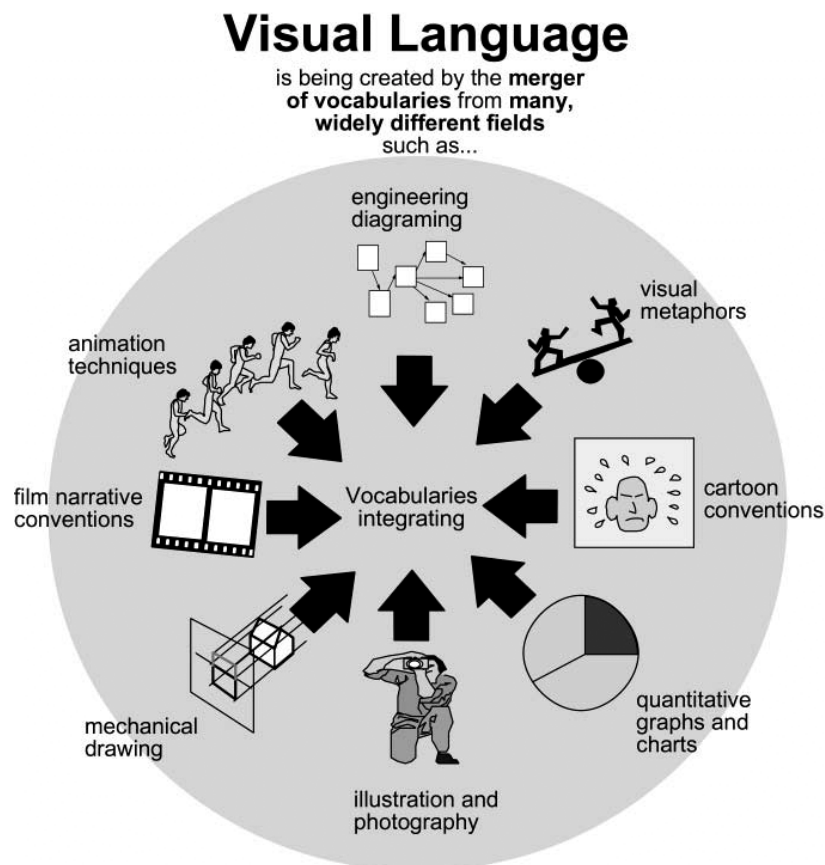 Visual Language
is being created by the merger
of vocabularies from many,
widely different fields
such as...
engineering
diagraming
visual
metaphors
animation
techniques
film narrative
conventions
Vocabularies
integrating
cartoon
conventions
mechanical
drawing
quantitative
graphs and
charts
illustration and
photography